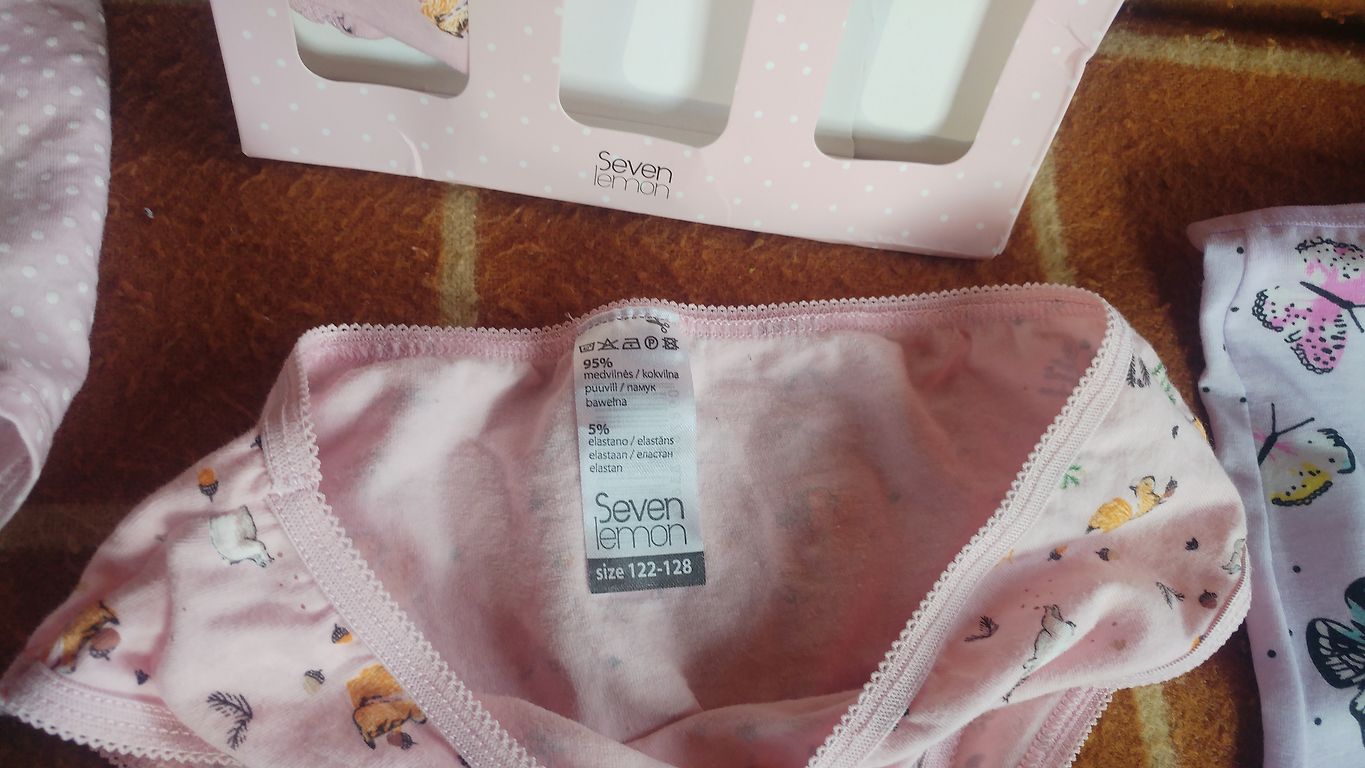 Seven
lemon
95%
medvilnės / kokvilna
puuvill / памук
bawełna
5%
elastano / elastāns
elastaan / еластан
elastan
Seven
lemon
size 122-128